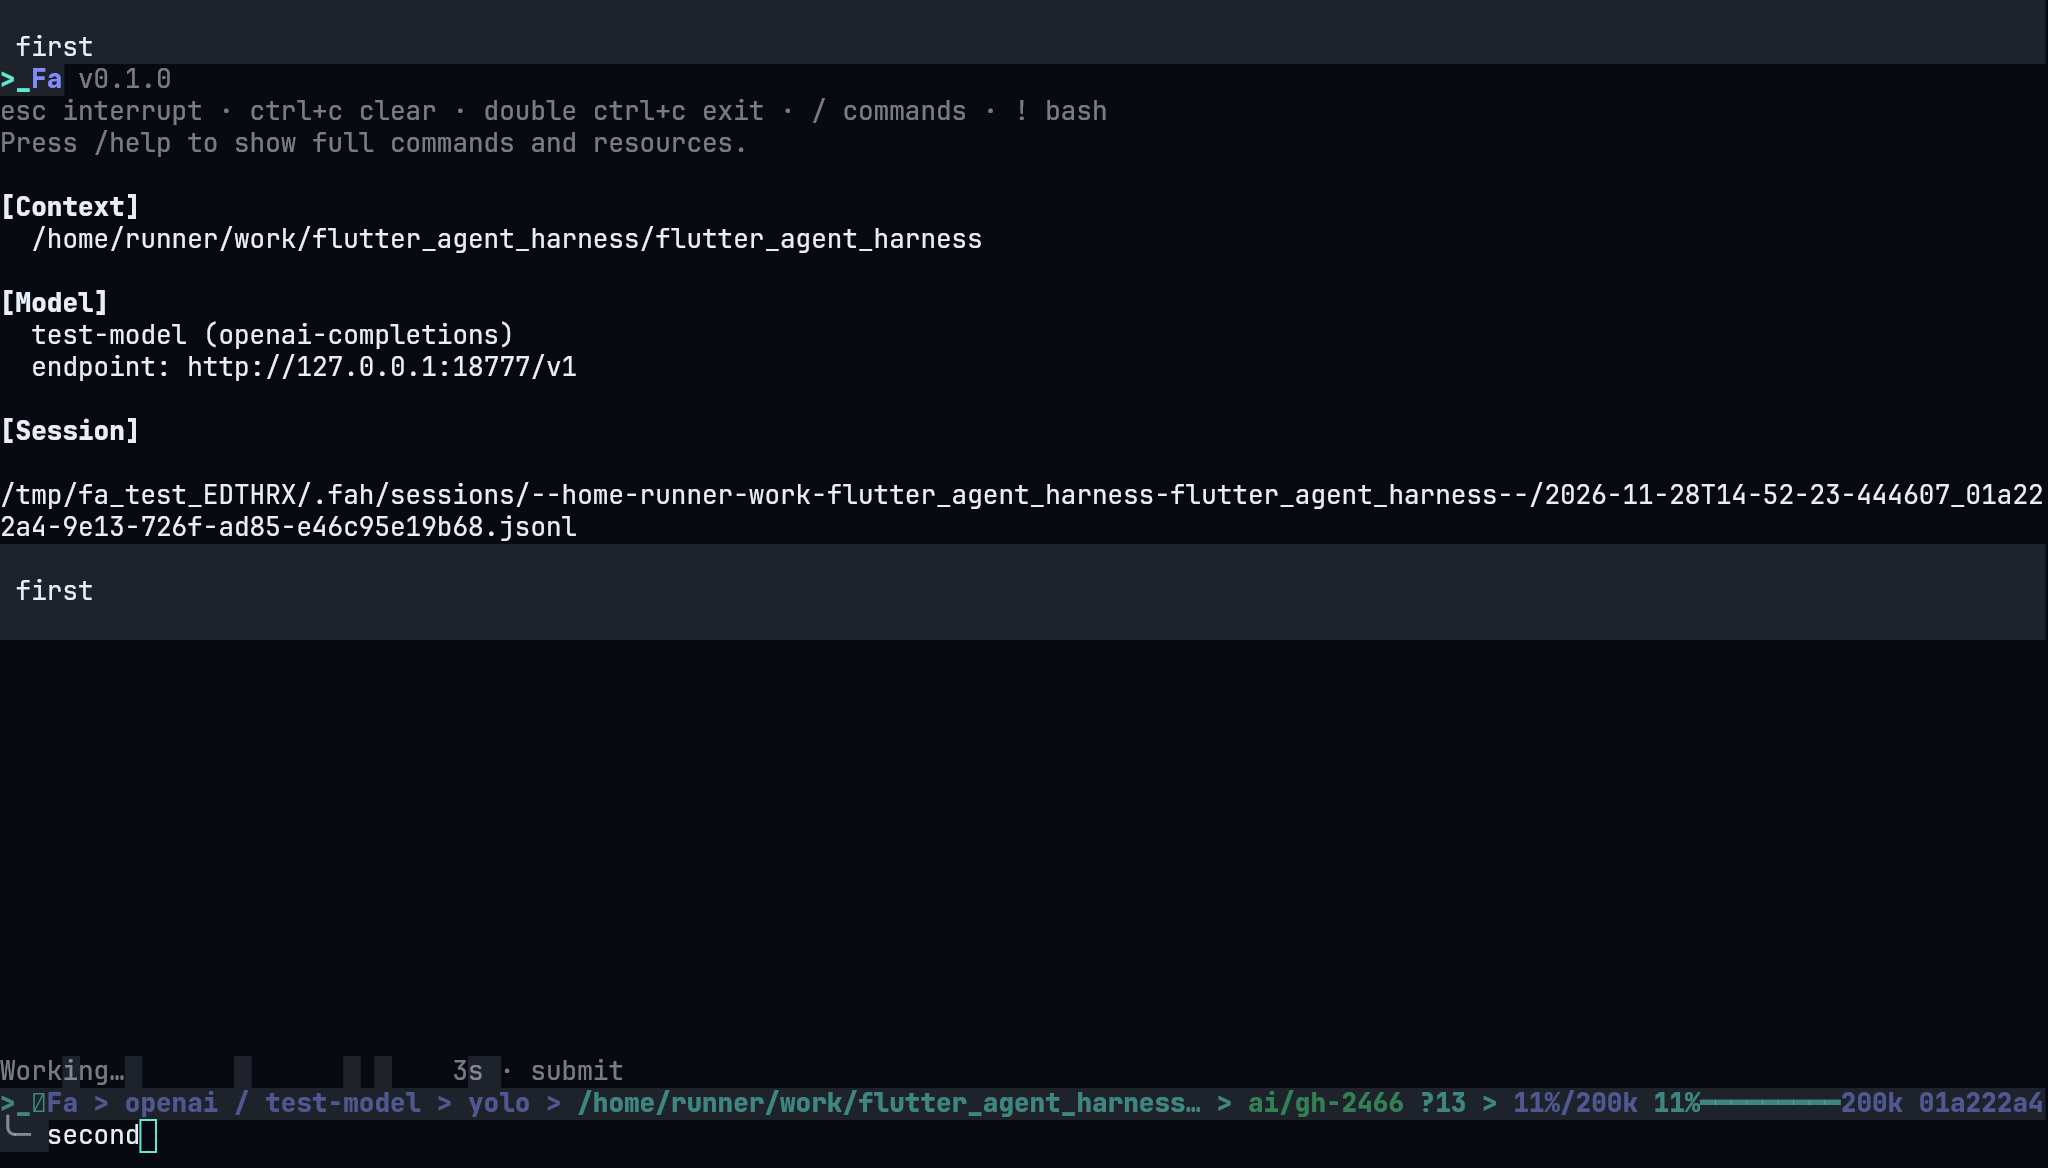 first
>_Fa v0.1.0
esc interrupt · ctrl+c clear · double ctrl+c exit · / commands · ! bash
Press /help to show full commands and resources.
[Context]
/home/runner/work/flutter_agent_harness/flutter_agent_harness
[Model]
test-model (openai-completions)
endpoint: http://127.0.0.1:18777/v1
[Session]
/tmp/fa_test_EDTHRX/.fah/sessions/--home-runner-work-flutter_agent_harness-flutter_agent_harness--/2026-11-28T14-52-23-444607_01a22
2a4-9e13-726f-ad85-e46c95e19b68.jsonl
first
Working… 3s · submit
>_Fa > openai / test-model > yolo > /home/runner/work/flutter_agent_harness… > ai/gh-2466 ?13 > 11%/200k 11%━━━━━━━━━200k 01a222a4
╰─ second